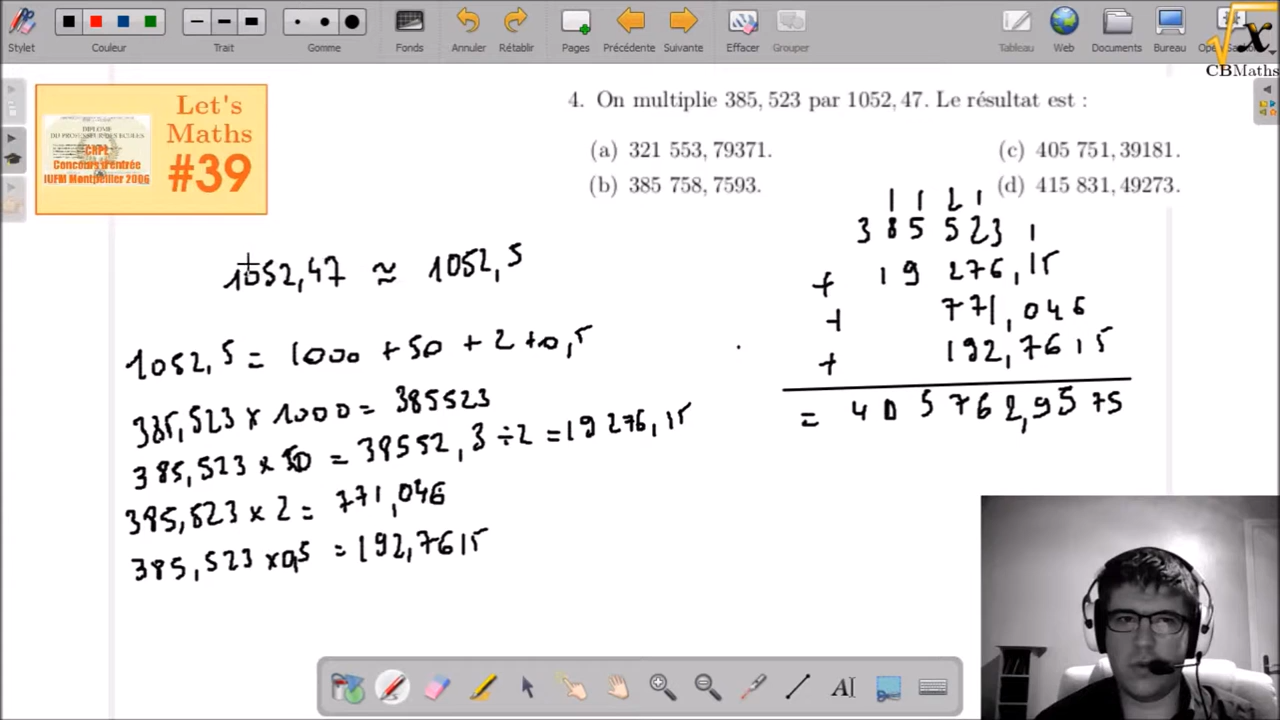 Stylet
Couleur
Trait
Gomme
Fonds
Annuler
Rétablir
Pages
Précédente
Suivante
Effacer
Grouper
Tableau
Web
Documents
Bureau
CBMaths
Let's
Maths
#39
CRPE
Concours d'entrée
IUFM Montpellier 2006
4. On multiplie 385,523 par 1052,47. Le résultat est :
(a) 321 553,79371.
(c) 405 751,39181.
(b) 385 758,7593.
(d) 415 831,49273.
1052,47 ≈ 1052,5
1052,5 = 1000 + 50 + 2 + 0,5
385,523 × 1000 = 385523
385,523 × 50 = 38552,3 ÷ 2 = 19276,15
385,523 × 2 = 771,046
385,523 × 0,5 = 192,7615
1 1 2 1
385 523 1
+ 19 276,15
+ 771,046
+ 192,7615
= 405762,9575
AI